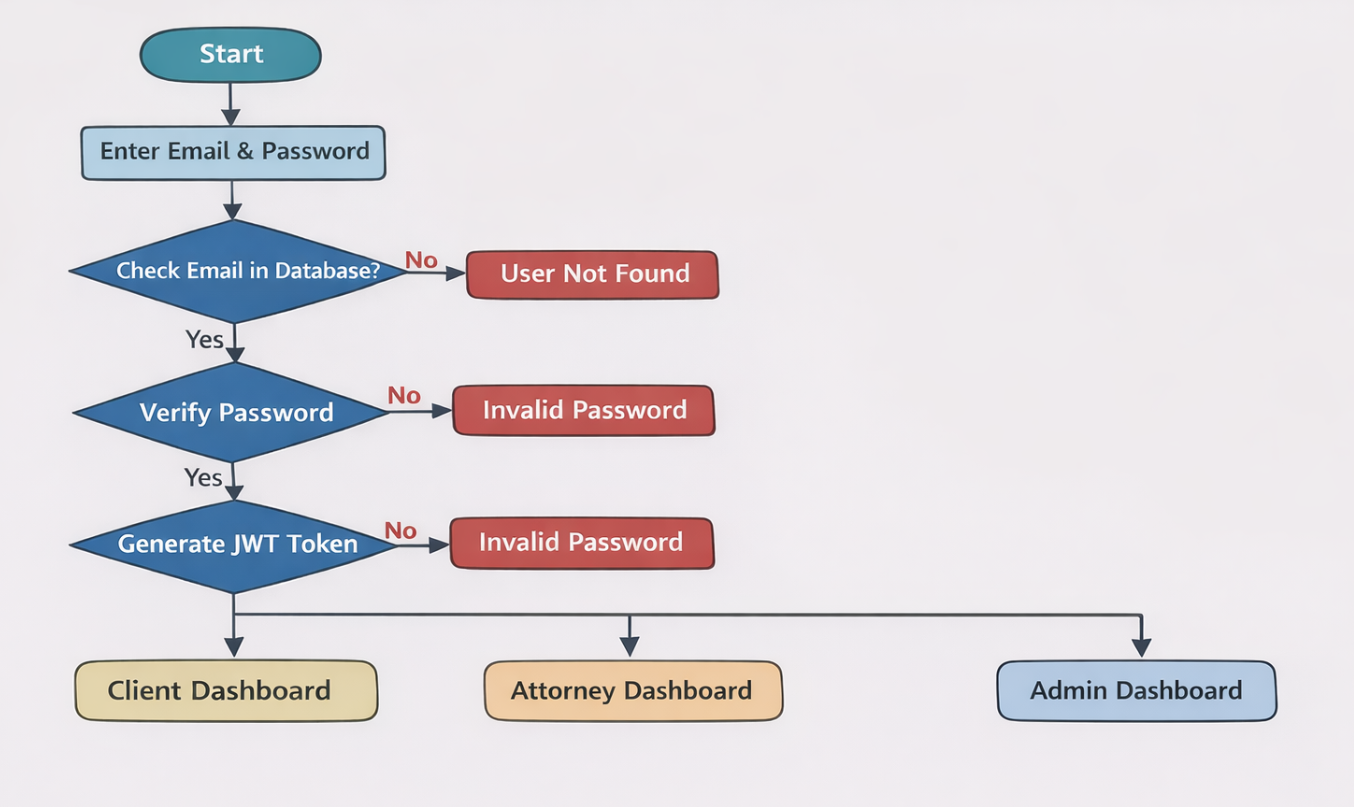 Start
Enter Email & Password
Check Email in Database?
No
User Not Found
Yes
Verify Password
No
Invalid Password
Yes
Generate JWT Token
No
Invalid Password
Client Dashboard
Attorney Dashboard
Admin Dashboard